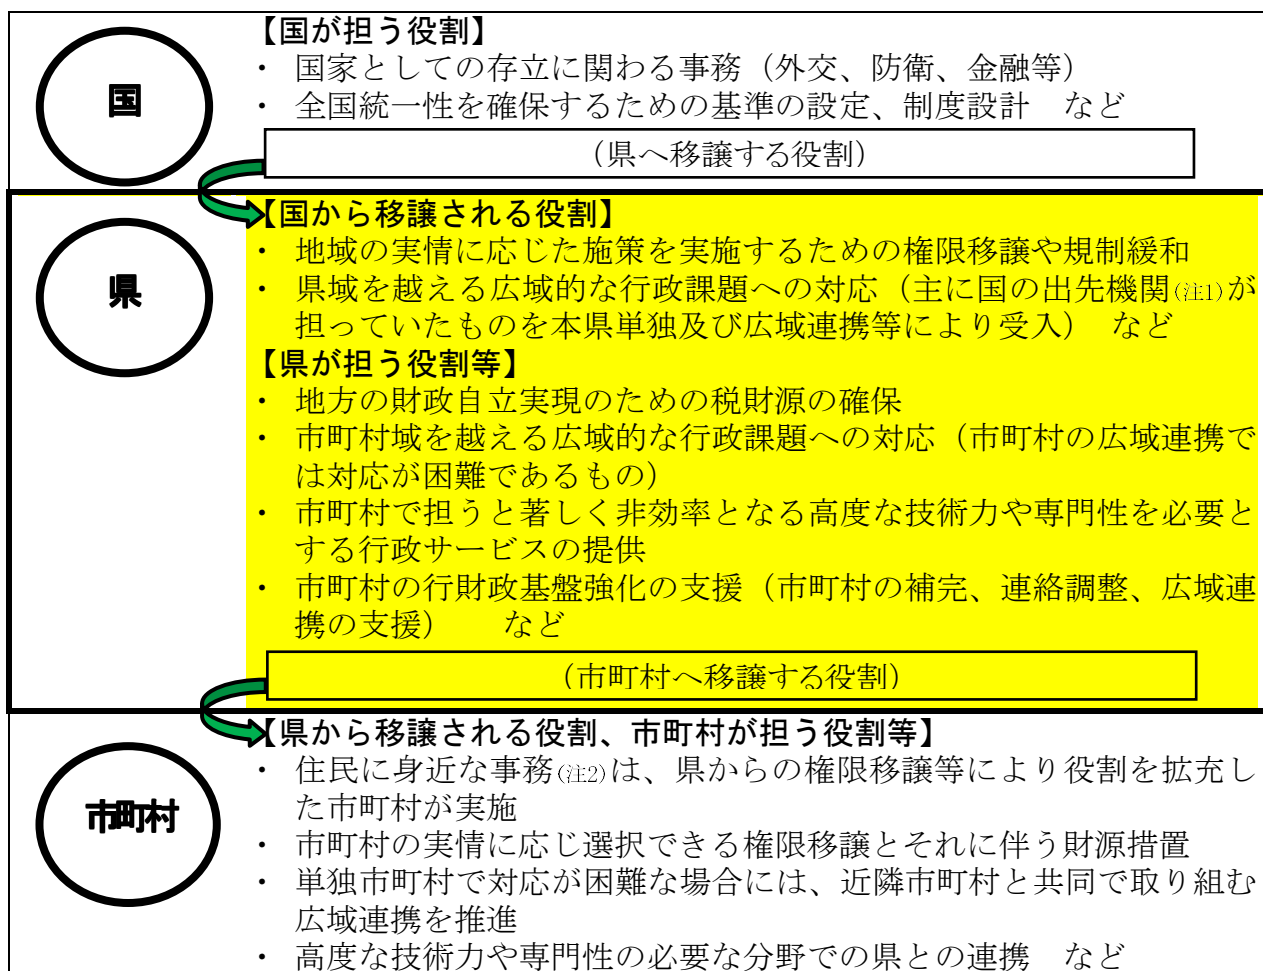 国
【国が担う役割】
・ 国家としての存立に関わる事務（外交、防衛、金融等）
・ 全国統一性を確保するための基準の設定、制度設計 など
（県へ移譲する役割）
県
【国から移譲される役割】
・ 地域の実情に応じた施策を実施するための権限移譲や規制緩和
・ 県域を越える広域的な行政課題への対応（主に国の出先機関(注1)が
担っていたものを本県単独及び広域連携等により受入） など
【県が担う役割等】
・ 地方の財政自立実現のための税財源の確保
・ 市町村域を越える広域的な行政課題への対応（市町村の広域連携で
は対応が困難であるもの）
・ 市町村で担うと著しく非効率となる高度な技術力や専門性を必要と
する行政サービスの提供
・ 市町村の行財政基盤強化の支援（市町村の補完、連絡調整、広域連
携の支援） など
（市町村へ移譲する役割）
市町村
【県から移譲される役割、市町村が担う役割等】
・ 住民に身近な事務(注2)は、県からの権限移譲等により役割を拡充し
た市町村が実施
・ 市町村の実情に応じ選択できる権限移譲とそれに伴う財源措置
・ 単独市町村で対応が困難な場合には、近隣市町村と共同で取り組む
広域連携を推進
・ 高度な技術力や専門性の必要な分野での県との連携 など